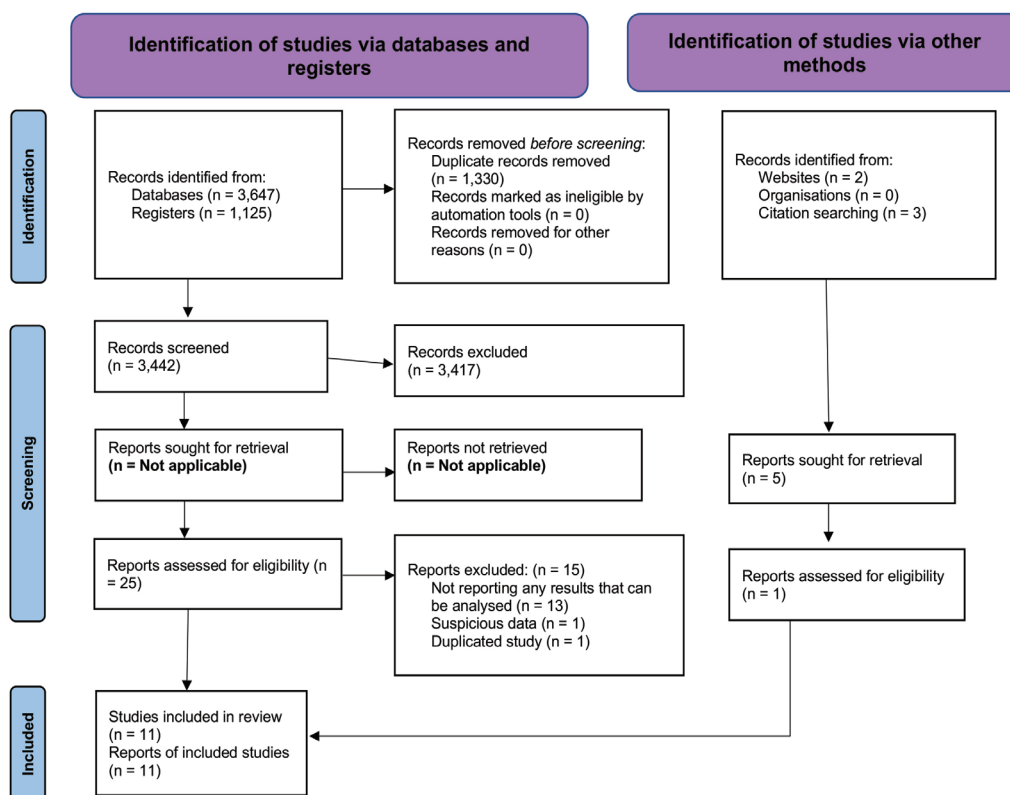 Identification of studies via databases and
registers
Identification of studies via other
methods
Identification
Records identified from:
Databases (n = 3,647)
Registers (n = 1,125)
Records removed before screening:
Duplicate records removed
(n = 1,330)
Records marked as ineligible by
automation tools (n = 0)
Records removed for other
reasons (n = 0)
Records identified from:
Websites (n = 2)
Organisations (n = 0)
Citation searching (n = 3)
Screening
Records screened
(n = 3,442)
Records excluded
(n = 3,417)
Reports sought for retrieval
(n = Not applicable)
Reports not retrieved
(n = Not applicable)
Reports sought for retrieval
(n = 5)
Reports assessed for eligibility (n
= 25)
Reports excluded: (n = 15)
Not reporting any results that can
be analysed (n = 13)
Suspicious data (n = 1)
Duplicated study (n = 1)
Reports assessed for eligibility
(n = 1)
Included
Studies included in review
(n = 11)
Reports of included studies
(n = 11)